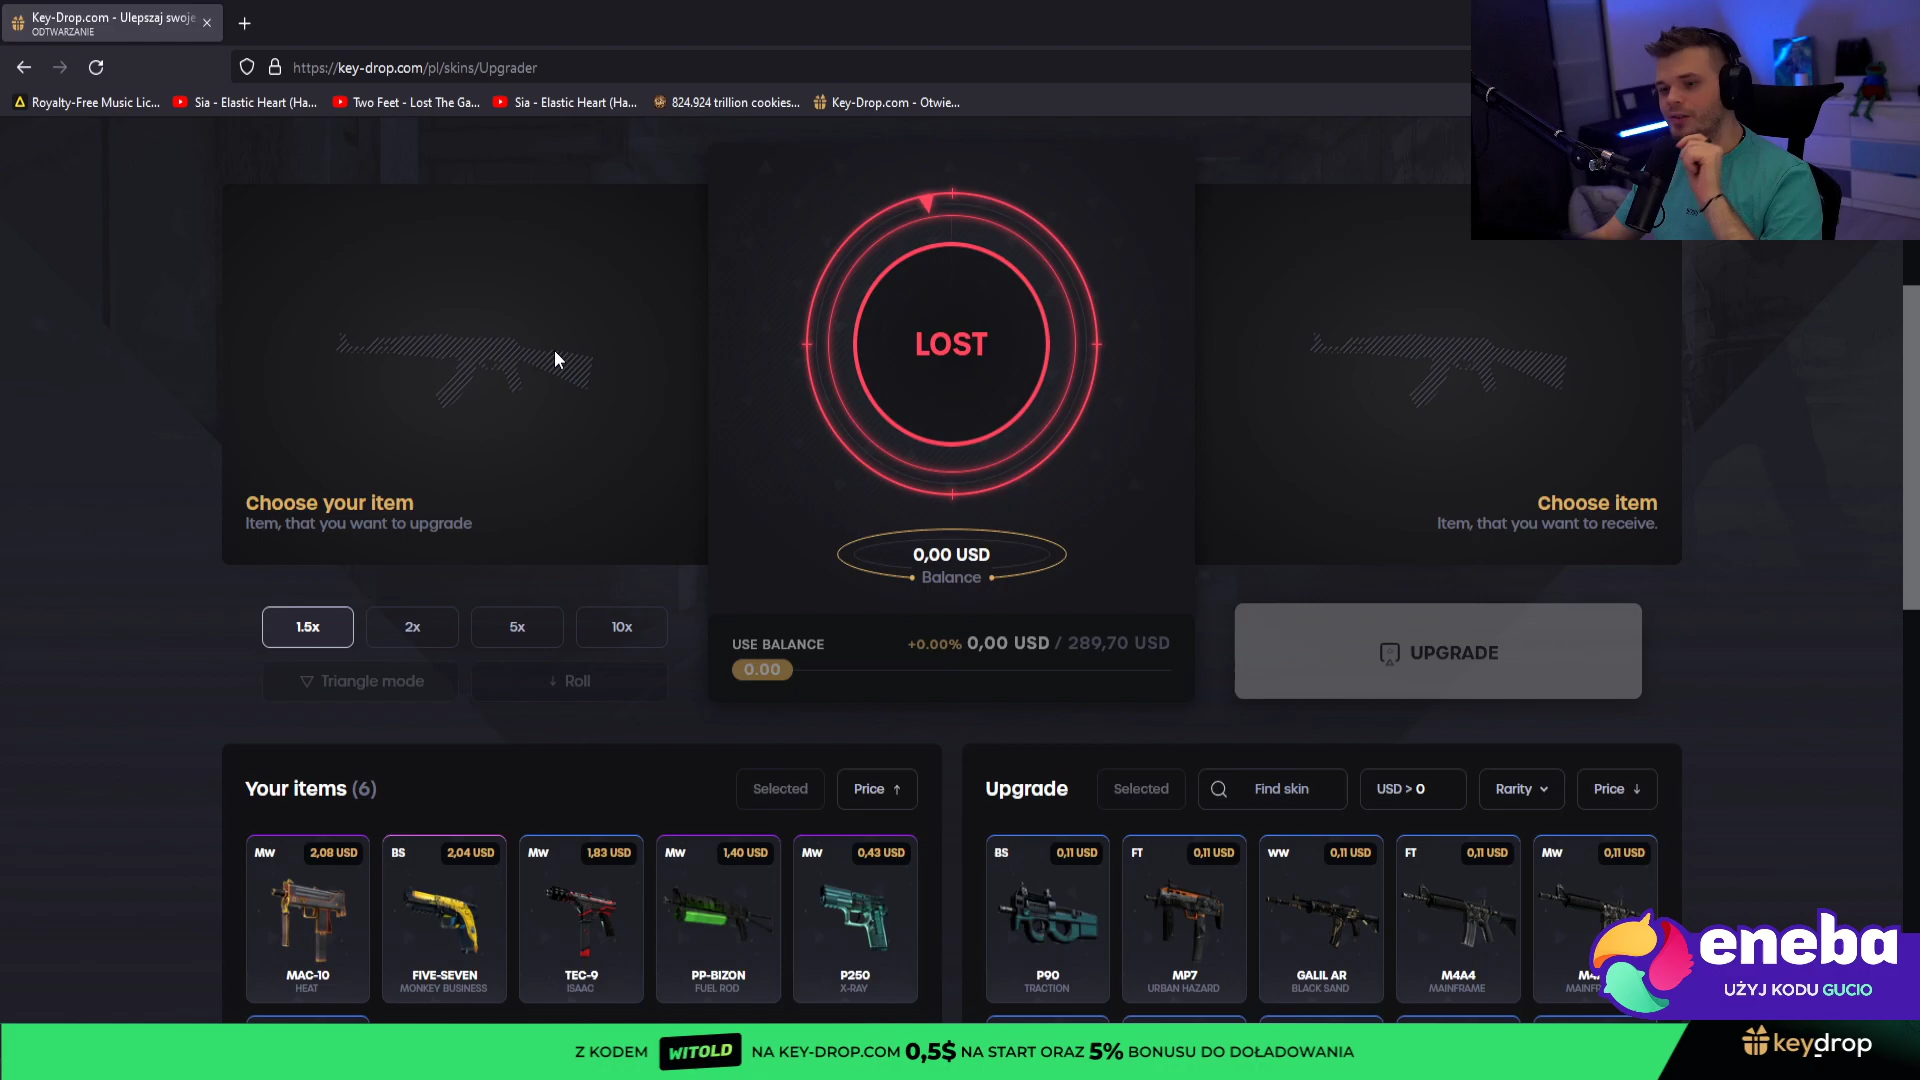 Key-Drop.com - Ulepszaj swoje
ODTWARZANIE
https://key-drop.com/pl/skins/Upgrader
Royalty-Free Music Lic...
Sia - Elastic Heart (Ha...
Two Feet - Lost The Ga...
Sia - Elastic Heart (Ha...
824.924 trillion cookies...
Key-Drop.com - Otwie...
LOST
Choose your item
Item, that you want to upgrade
Choose item
Item, that you want to receive.
0,00 USD
Balance
1.5x
2x
5x
10x
Triangle mode
Roll
USE BALANCE
+0.00% 0,00 USD / 289,70 USD
0.00
UPGRADE
Your items (6)
Selected
Price ↑
MW 2,08 USD
MAC-10
HEAT
BS 2,04 USD
FIVE-SEVEN
MONKEY BUSINESS
MW 1,83 USD
TEC-9
ISAAC
MW 1,40 USD
PP-BIZON
FUEL ROD
MW 0,43 USD
P250
X-RAY
Upgrade
Selected
Find skin
USD > 0
Rarity
Price ↓
BS 0,11 USD
P90
TRACTION
FT 0,11 USD
MP7
URBAN HAZARD
WW 0,11 USD
GALIL AR
BLACK SAND
FT 0,11 USD
M4A4
MAINFRAME
MW 0,11 USD
eneba
UŻYJ KODU GUCIO
Z KODEM WITOLD NA KEY-DROP.COM 0,5$ NA START ORAZ 5% BONUSU DO DOŁADOWANIA
keydrop